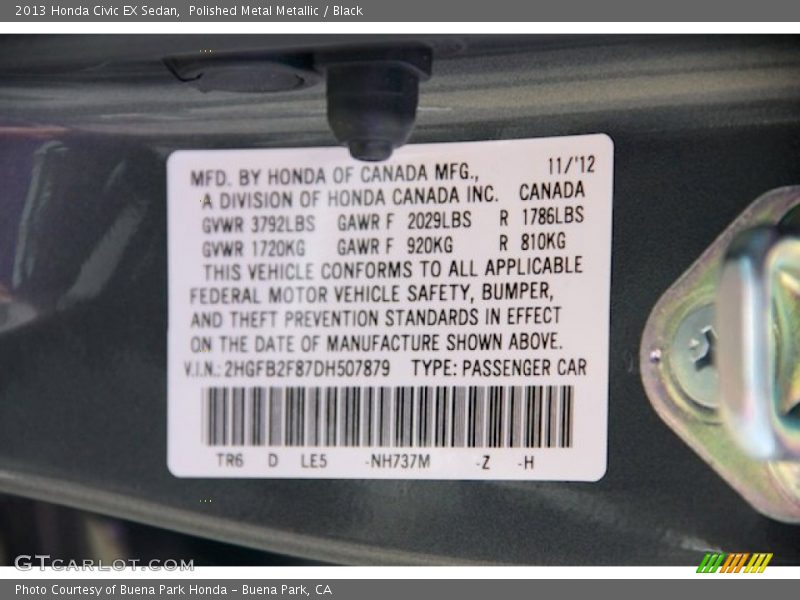 2013 Honda Civic EX Sedan,  Polished Metal Metallic / Black
MFD. BY HONDA OF CANADA MFG., 11/'12
A DIVISION OF HONDA CANADA INC. CANADA
GVWR 3792LBS GAWR F 2029LBS R 1786LBS
GVWR 1720KG GAWR F 920KG R 810KG
THIS VEHICLE CONFORMS TO ALL APPLICABLE
FEDERAL MOTOR VEHICLE SAFETY, BUMPER,
AND THEFT PREVENTION STANDARDS IN EFFECT
ON THE DATE OF MANUFACTURE SHOWN ABOVE.
V.I.N.: 2HGFB2F87DH507879 TYPE: PASSENGER CAR
TR6 D LE5 -NH737M -Z -H
GTCARLOT.COM
Photo Courtesy of Buena Park Honda - Buena Park, CA